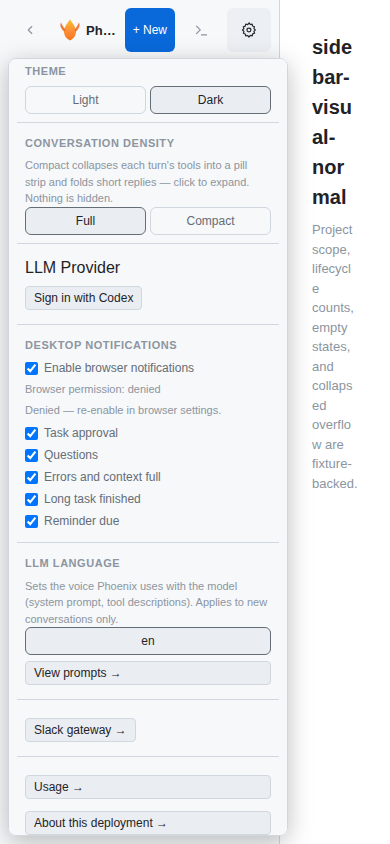 Ph…
+ New
THEME
Light
Dark
CONVERSATION DENSITY
Compact collapses each turn's tools into a pill
strip and folds short replies — click to expand.
Nothing is hidden.
Full
Compact
LLM Provider
Sign in with Codex
DESKTOP NOTIFICATIONS
Enable browser notifications
Browser permission: denied
Denied — re-enable in browser settings.
Task approval
Questions
Errors and context full
Long task finished
Reminder due
LLM LANGUAGE
Sets the voice Phoenix uses with the model
(system prompt, tool descriptions). Applies to new
conversations only.
en
View prompts →
Slack gateway →
Usage →
About this deployment →
side
bar-
visu
al-
nor
mal
Project
scope,
lifecycl
e
counts,
empty
states,
and
collaps
ed
overflo
w are
fixture-
backed.